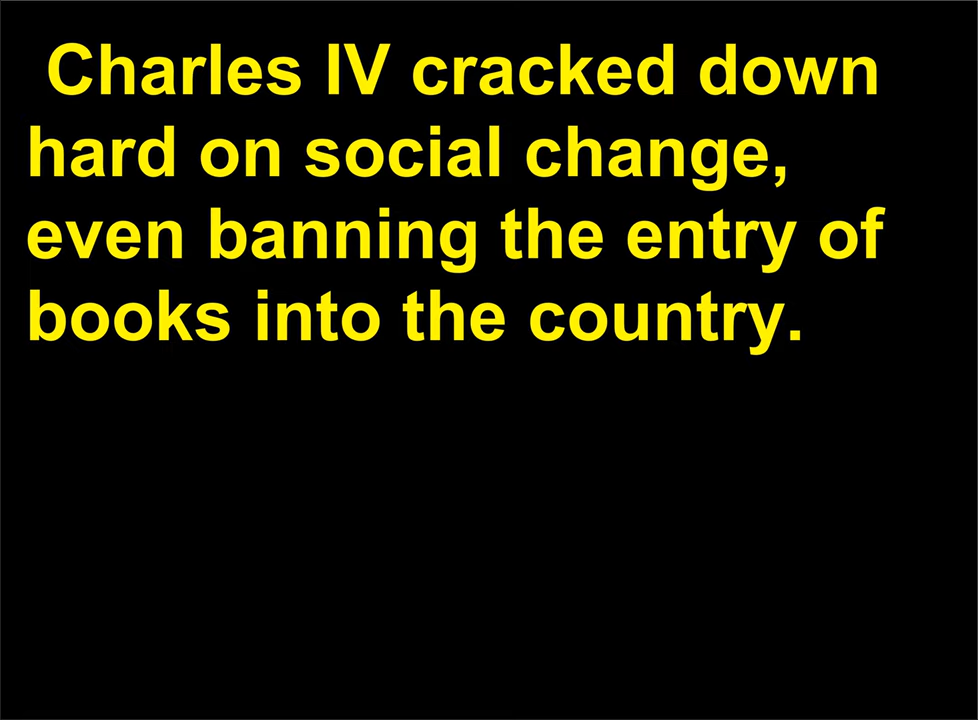 Charles IV cracked down
hard on social change,
even banning the entry of
books into the country.